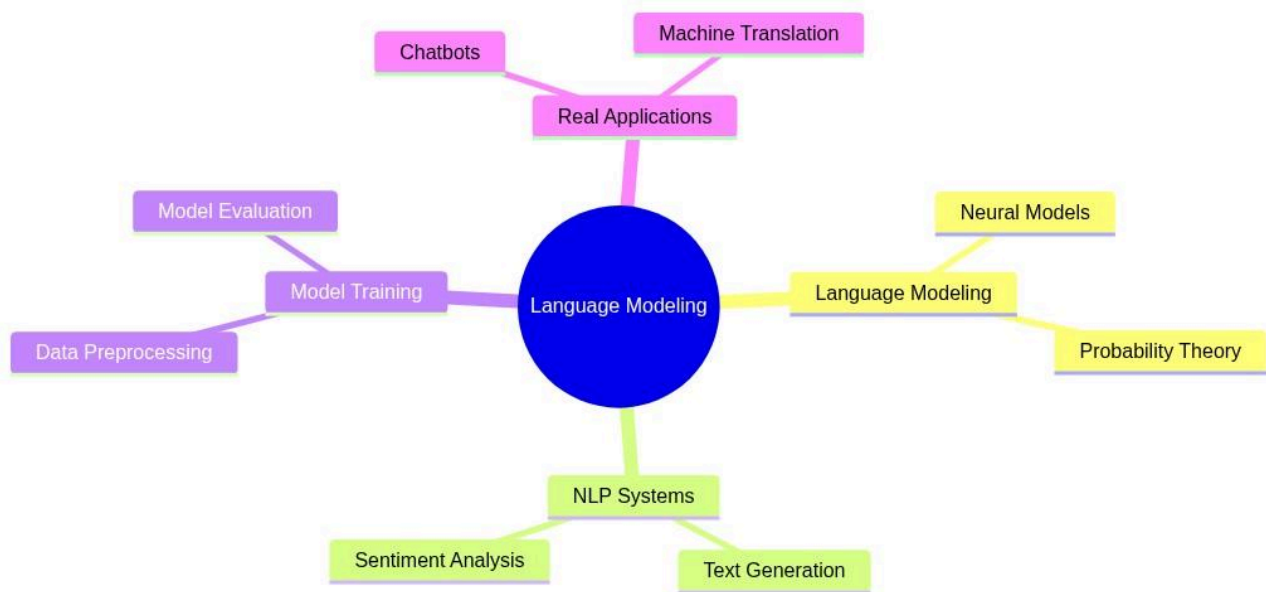 Machine Translation
Chatbots
Real Applications
Model Evaluation
Neural Models
Model Training
Language Modeling
Language Modeling
Data Preprocessing
Probability Theory
NLP Systems
Sentiment Analysis
Text Generation